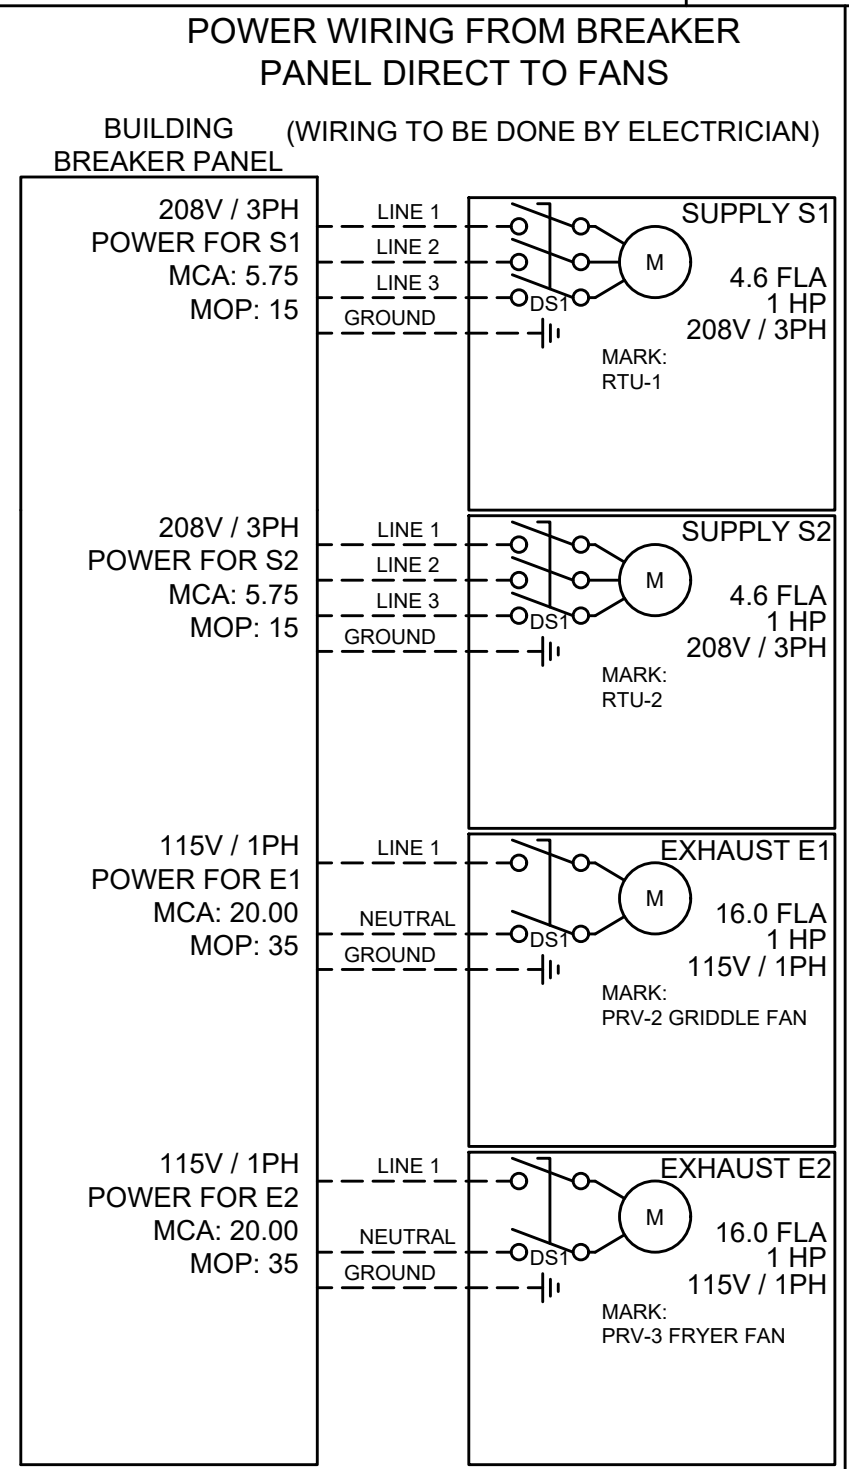 POWER WIRING FROM BREAKER
PANEL DIRECT TO FANS
BUILDING
BREAKER PANEL
(WIRING TO BE DONE BY ELECTRICIAN)
208V / 3PH
POWER FOR S1
MCA: 5.75
MOP: 15
LINE 1
LINE 2
LINE 3
GROUND
DS1
M
SUPPLY S1
4.6 FLA
1 HP
208V / 3PH
MARK:
RTU-1
208V / 3PH
POWER FOR S2
MCA: 5.75
MOP: 15
LINE 1
LINE 2
LINE 3
GROUND
DS1
M
SUPPLY S2
4.6 FLA
1 HP
208V / 3PH
MARK:
RTU-2
115V / 1PH
POWER FOR E1
MCA: 20.00
MOP: 35
LINE 1
NEUTRAL
GROUND
DS1
M
EXHAUST E1
16.0 FLA
1 HP
115V / 1PH
MARK:
PRV-2 GRIDDLE FAN
115V / 1PH
POWER FOR E2
MCA: 20.00
MOP: 35
LINE 1
NEUTRAL
GROUND
DS1
M
EXHAUST E2
16.0 FLA
1 HP
115V / 1PH
MARK:
PRV-3 FRYER FAN